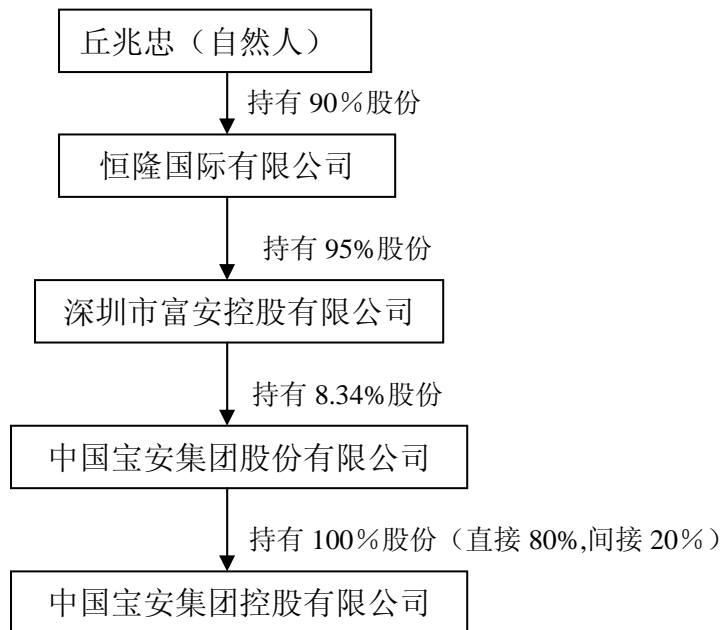 丘兆忠（自然人）
持有 90％股份
恒隆国际有限公司
持有 95%股份
深圳市富安控股有限公司
持有 8.34%股份
中国宝安集团股份有限公司
持有 100％股份（直接 80%,间接 20％）
中国宝安集团控股有限公司